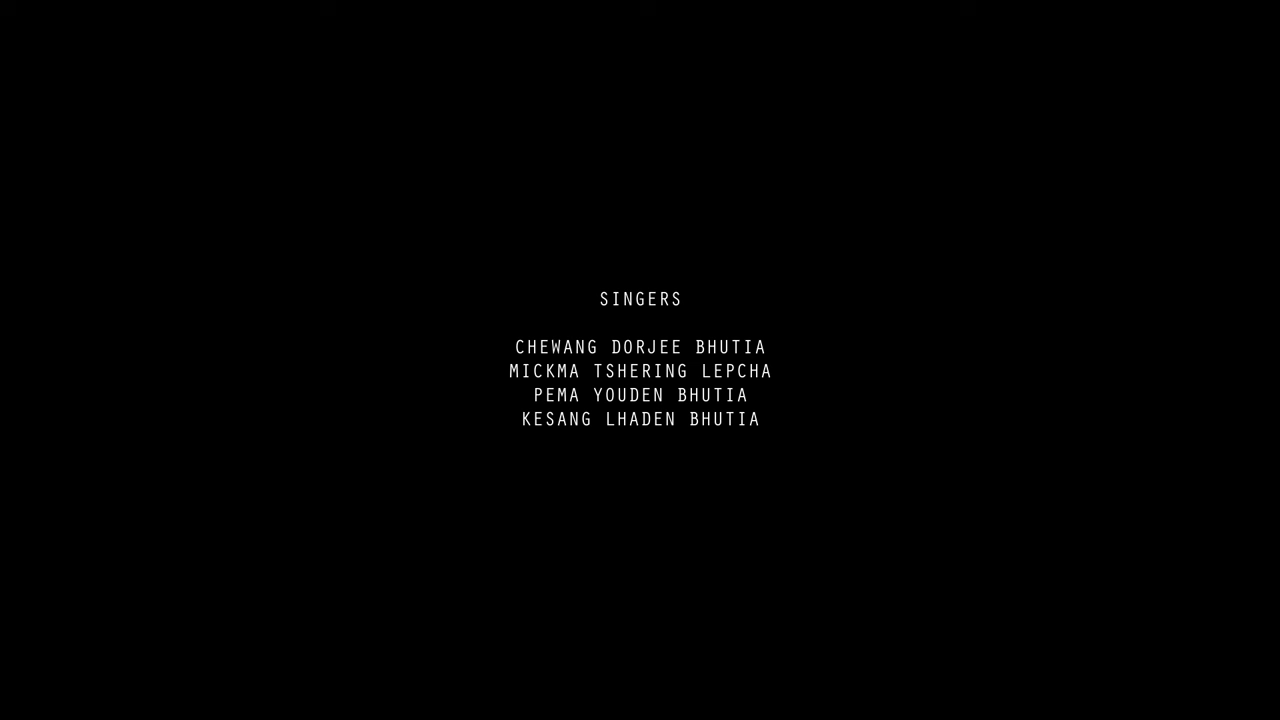 SINGERS
CHEWANG DORJEE BHUTIA
MICKMA TSHERING LEPCHA
PEMA YOUDEN BHUTIA
KESANG LHADEN BHUTIA